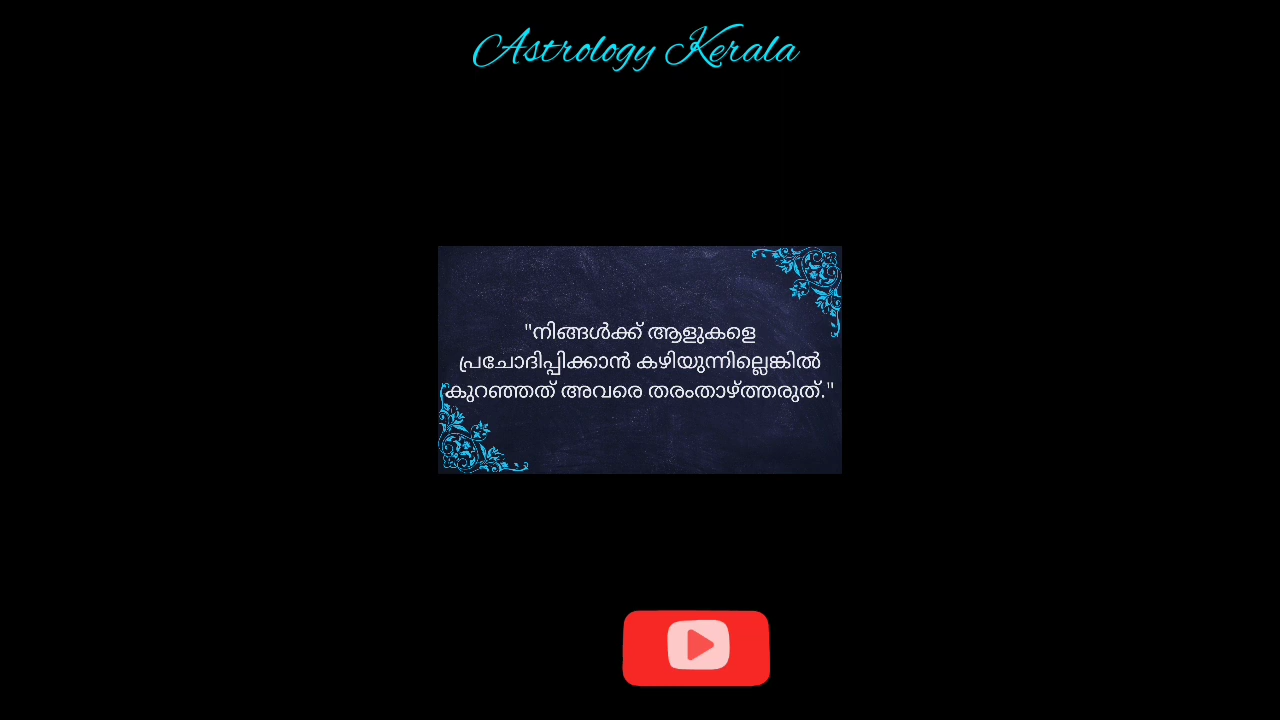 Astrology Kerala
"നിങ്ങൾക്ക് ആളുകളെ
പ്രചോദിപ്പിക്കാൻ കഴിയുന്നില്ലെങ്കിൽ
കുറഞ്ഞത് അവരെ തരംതാഴ്ത്തരുത്."